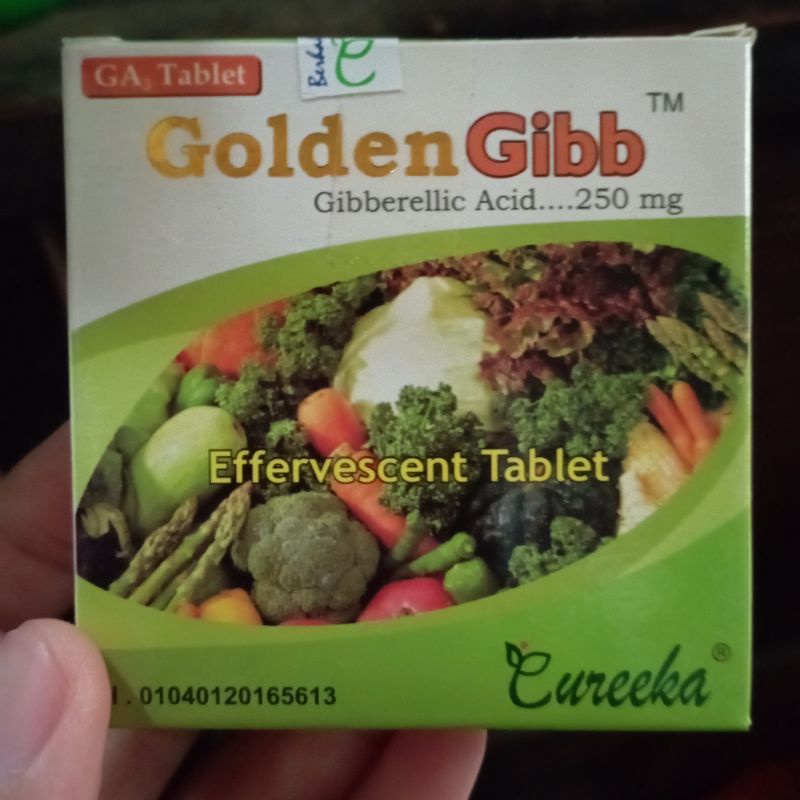 GA₃ Tablet
GoldenGibb™
Gibberellic Acid....250 mg
Effervescent Tablet
Cureeka®
. 01040120165613